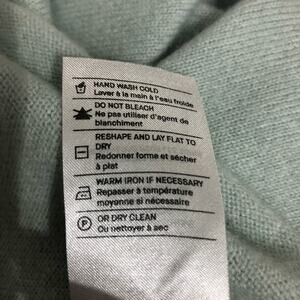 HAND WASH COLD
Laver à la main à l'eau froide
DO NOT BLEACH
Ne pas utiliser d'agent de
blanchiment
RESHAPE AND LAY FLAT TO
DRY
Redonner forme et sécher
à plat
WARM IRON IF NECESSARY
Repasser à température
moyenne si nécessaire
P
OR DRY CLEAN
Ou nettoyer à sec